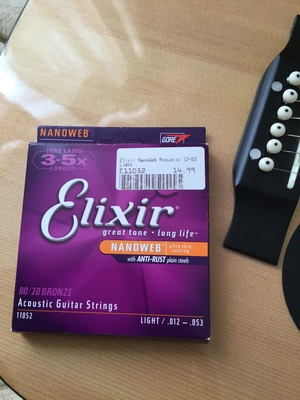 NANOWEB®
GORE
TONE LASTS
3-5x
LONGER
Elixir NanoWeb Acoustic 12-53
Light
E11052 14.99
Elixir®
great tone • long life™
NANOWEB® ultra thin
coating
with ANTI-RUST plain steels
80/20 BRONZE
Acoustic Guitar Strings
11052
LIGHT / .012 - .053